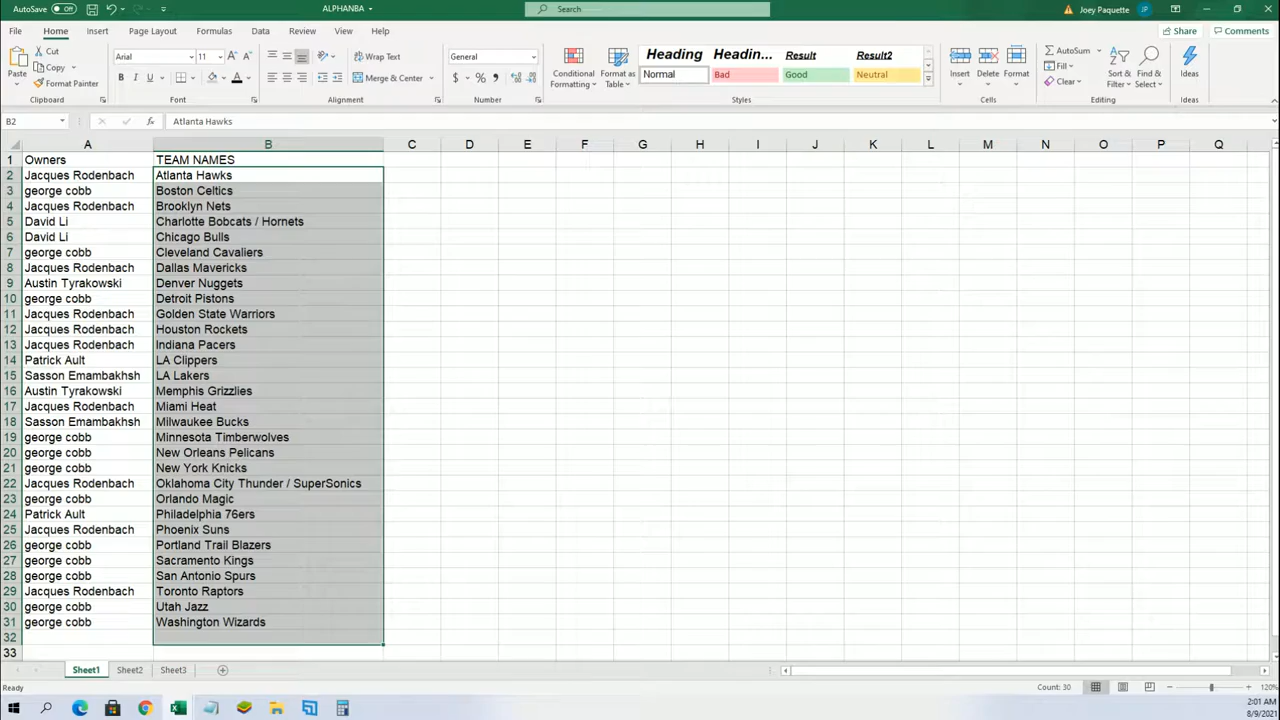 AutoSave Off ALPHANBA Search Joey Paquette JP
File Home Insert Page Layout Formulas Data Review View Help Share Comments
Paste Cut Copy Format Painter Clipboard
Arial 11 A A B I U A Font
Wrap Text Merge & Center Alignment
General $ % , Number
Conditional Formatting Format as Table Heading Headin... Result Result2 Normal Bad Good Neutral Styles
Insert Delete Format Cells
AutoSum Fill Clear Sort & Filter Find & Select Editing
Ideas Ideas
B2 fx Atlanta Hawks
A B C D E F G H I J K L M N O P Q
1 Owners TEAM NAMES
2 Jacques Rodenbach Atlanta Hawks
3 george cobb Boston Celtics
4 Jacques Rodenbach Brooklyn Nets
5 David Li Charlotte Bobcats / Hornets
6 David Li Chicago Bulls
7 george cobb Cleveland Cavaliers
8 Jacques Rodenbach Dallas Mavericks
9 Austin Tyrakowski Denver Nuggets
10 george cobb Detroit Pistons
11 Jacques Rodenbach Golden State Warriors
12 Jacques Rodenbach Houston Rockets
13 Jacques Rodenbach Indiana Pacers
14 Patrick Ault LA Clippers
15 Sasson Emambakhsh LA Lakers
16 Austin Tyrakowski Memphis Grizzlies
17 Jacques Rodenbach Miami Heat
18 Sasson Emambakhsh Milwaukee Bucks
19 george cobb Minnesota Timberwolves
20 george cobb New Orleans Pelicans
21 george cobb New York Knicks
22 Jacques Rodenbach Oklahoma City Thunder / SuperSonics
23 george cobb Orlando Magic
24 Patrick Ault Philadelphia 76ers
25 Jacques Rodenbach Phoenix Suns
26 george cobb Portland Trail Blazers
27 george cobb Sacramento Kings
28 george cobb San Antonio Spurs
29 Jacques Rodenbach Toronto Raptors
30 george cobb Utah Jazz
31 george cobb Washington Wizards
32
33
Sheet1 Sheet2 Sheet3
Ready Count: 30 120%
2:01 AM
8/9/2021